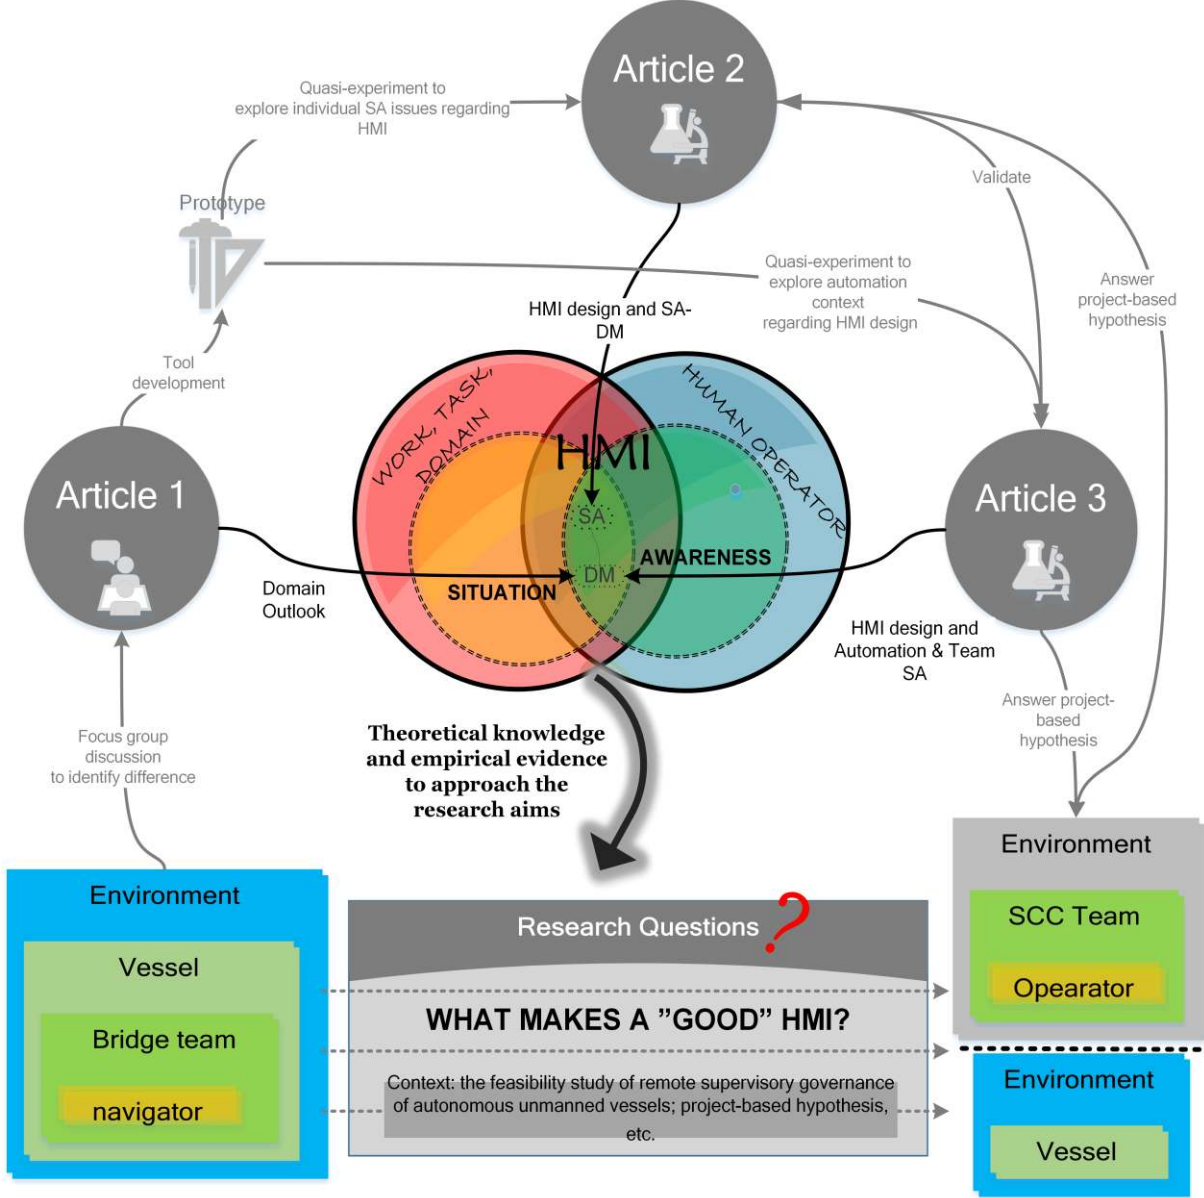 Article 2
Quasi-experiment to
explore individual SA issues regarding
HMI
Validate
Prototype
Quasi-experiment to
explore automation
context
regarding HMI design
Answer
project-based
hypothesis
HMI design and SA-
DM
Tool
development
WORK, TASK,
DOMAIN
HUMAN OPERATOR
HMI
Article 1
Article 3
SA
AWARENESS
DM
SITUATION
Domain
Outlook
HMI design and
Automation & Team
SA
Answer project-
based
hypothesis
Focus group
discussion
to identify difference
Theoretical knowledge
and empirical evidence
to approach the
research aims
Environment
Vessel
Bridge team
navigator
Research Questions ?
WHAT MAKES A ”GOOD” HMI?
Context: the feasibility study of remote supervisory governance
of autonomous unmanned vessels; project-based hypothesis,
etc.
Environment
SCC Team
Opearator
Environment
Vessel